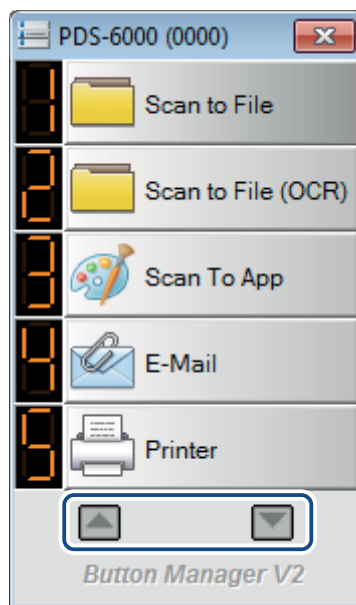 PDS-6000 (0000)
1 Scan to File
2 Scan to File (OCR)
3 Scan To App
4 E-Mail
5 Printer
Button Manager V2